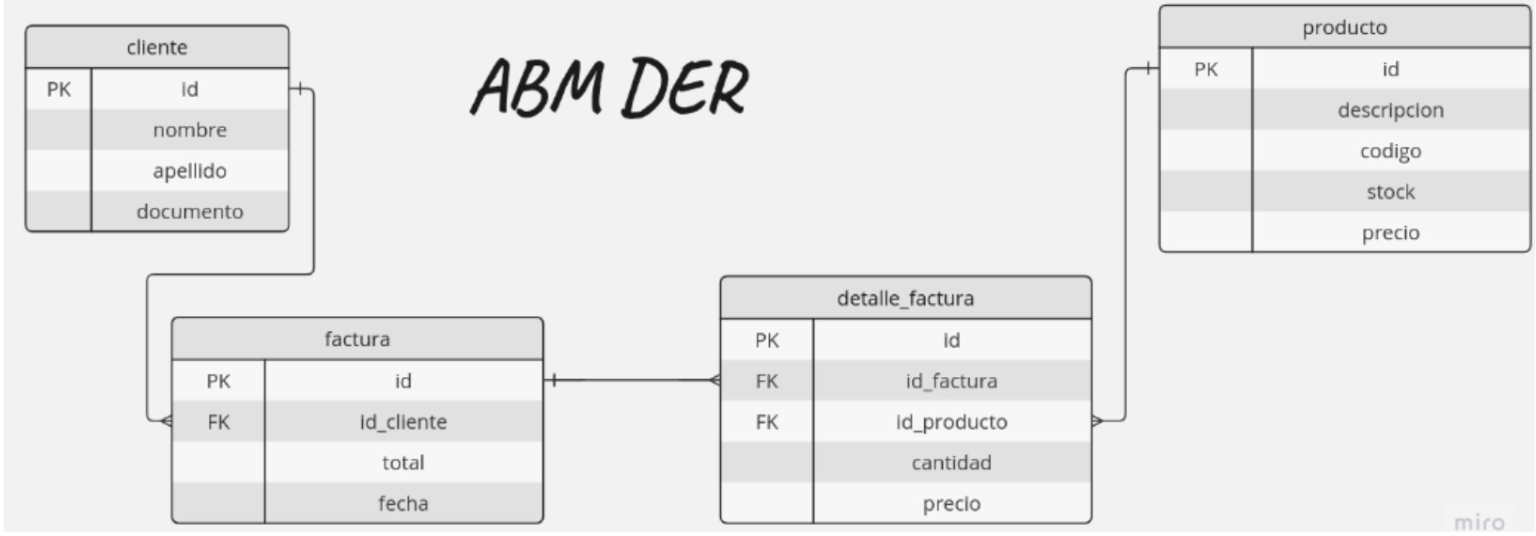 ABM DER
cliente
PK id
nombre
apellido
documento
producto
PK id
descripcion
codigo
stock
precio
factura
PK id
FK id_cliente
total
fecha
detalle_factura
PK id
FK id_factura
FK id_producto
cantidad
precio
miro